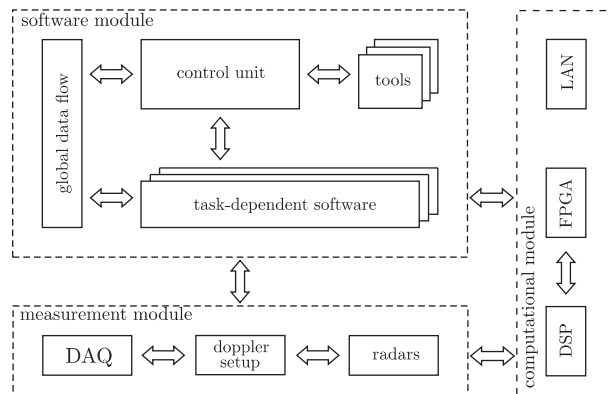 software module
global data flow
control unit
tools
task-dependent software
measurement module
DAQ
doppler
setup
radars
computational module
LAN
FPGA
DSP